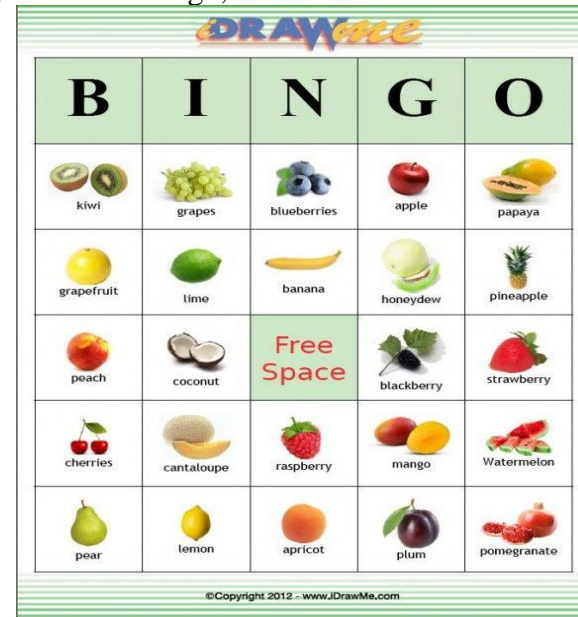 iDRAWme
B I N G O
kiwi grapes blueberries apple papaya
grapefruit lime banana honeydew pineapple
peach coconut Free Space blackberry strawberry
cherries cantaloupe raspberry mango Watermelon
pear lemon apricot plum pomegranate
©Copyright 2012 - www.iDrawMe.com